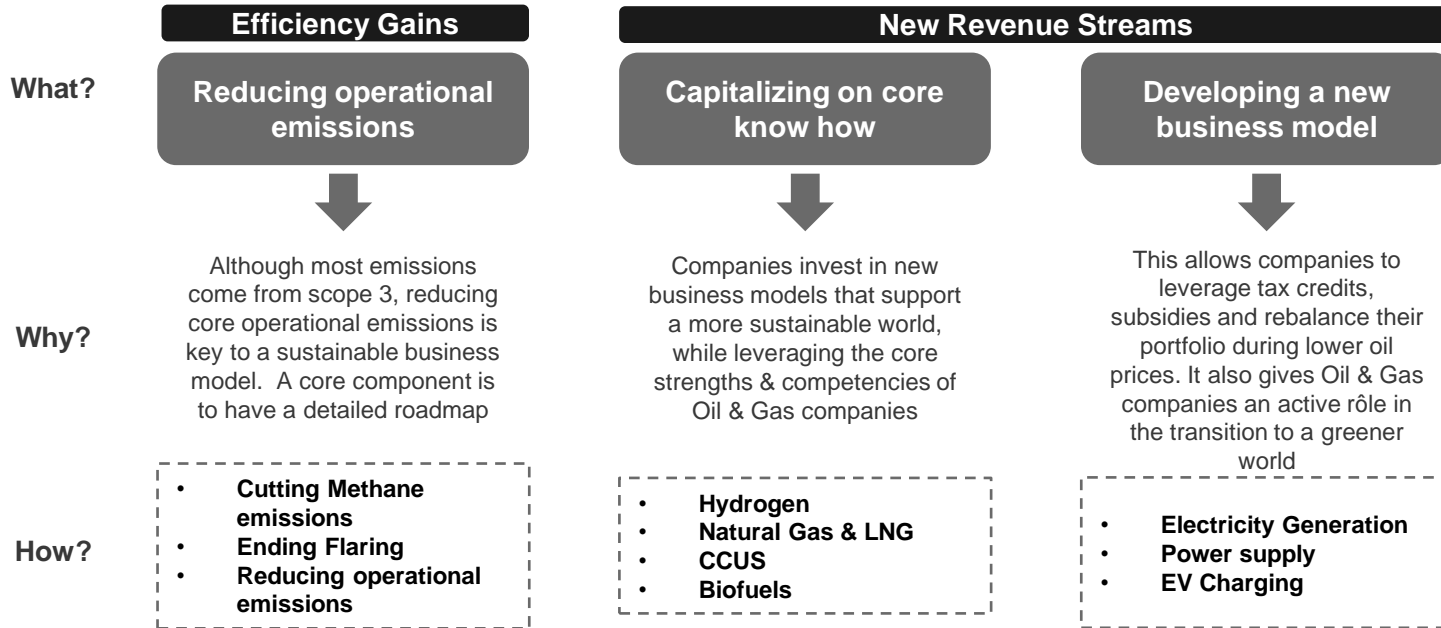 Efficiency Gains
New Revenue Streams
What?
Reducing operational
emissions
Capitalizing on core
know how
Developing a new
business model
Why?
Although most emissions
come from scope 3, reducing
core operational emissions is
key to a sustainable business
model.  A core component is
to have a detailed roadmap
Companies invest in new
business models that support
a more sustainable world,
while leveraging the core
strengths & competencies of
Oil & Gas companies
This allows companies to
leverage tax credits,
subsidies and rebalance their
portfolio during lower oil
prices. It also gives Oil & Gas
companies an active rôle in
the transition to a greener
world
How?
• Cutting Methane
emissions
• Ending Flaring
• Reducing operational
emissions
• Hydrogen
• Natural Gas & LNG
• CCUS
• Biofuels
• Electricity Generation
• Power supply
• EV Charging